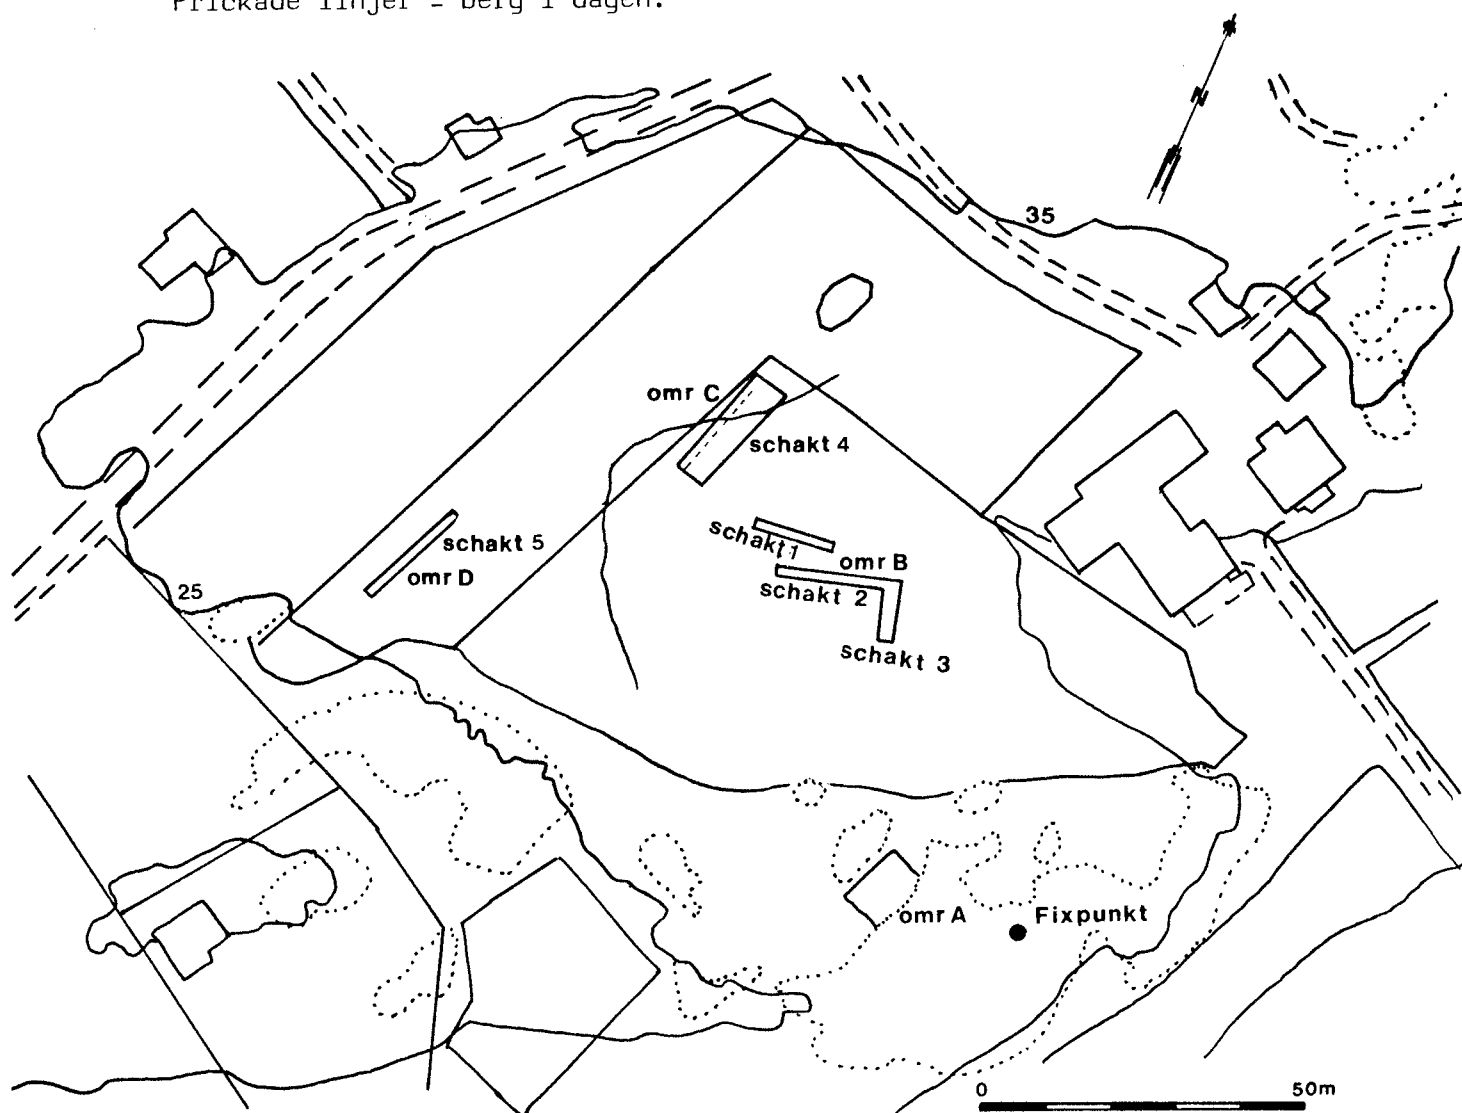 Prickade linjer = berg i dagen.
N
35
omr C
schakt 4
schakt 5
omr D
schakt 1
omr B
schakt 2
schakt 3
25
omr A
Fixpunkt
0 50m